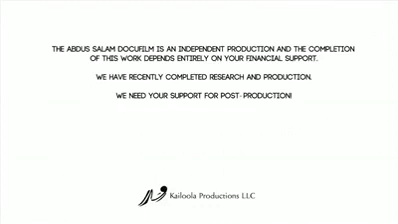 THE ABDUS SALAM DOCUFILM IS AN INDEPENDENT PRODUCTION AND THE COMPLETION
OF THIS WORK DEPENDS ENTIRELY ON YOUR FINANCIAL SUPPORT.
WE HAVE RECENTLY COMPLETED RESEARCH AND PRODUCTION.
WE NEED YOUR SUPPORT FOR POST-PRODUCTION!
Kailoola Productions LLC